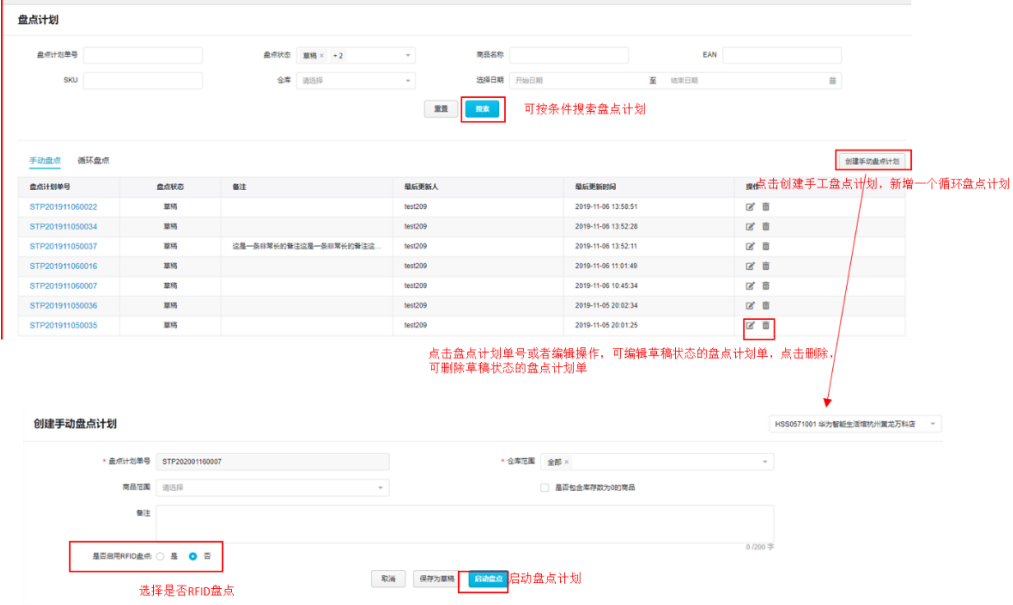 盘点计划
盘点计划单号 盘点状态 草稿 × +2 商品名称 EAN
SKU 仓库 请选择 选择日期 开始日期 至 结束日期
重置 搜索 可按条件搜索盘点计划
手动盘点 循环盘点 创建手动盘点计划
盘点计划单号 盘点状态 备注 最后更新人 最后更新时间 操作
点击创建手工盘点计划，新增一个循环盘点计划
STP201911060022 草稿 test209 2019-11-06 13:58:51
STP201911050034 草稿 test209 2019-11-06 13:52:28
STP201911050037 草稿 这是一条非常长的备注这是一条非常长的备注这... test209 2019-11-06 13:52:11
STP201911060016 草稿 test209 2019-11-06 11:01:49
STP201911060007 草稿 test209 2019-11-06 10:45:34
STP201911050036 草稿 test209 2019-11-05 20:02:34
STP201911050035 草稿 test209 2019-11-05 20:01:25
点击盘点计划单号或者编辑操作，可编辑草稿状态的盘点计划单，点击删除，
可删除草稿状态的盘点计划单
创建手动盘点计划 HSS0571001 华为智能生活馆杭州黄龙万科店
* 盘点计划单号 STP202001160007 * 仓库范围 全部 ×
商品范围 请选择 是否包含库存数为0的商品
备注
0 /200 字
是否启用RFID盘点: 是 否
取消 保存为草稿 启动盘点 启动盘点计划
选择是否RFID盘点